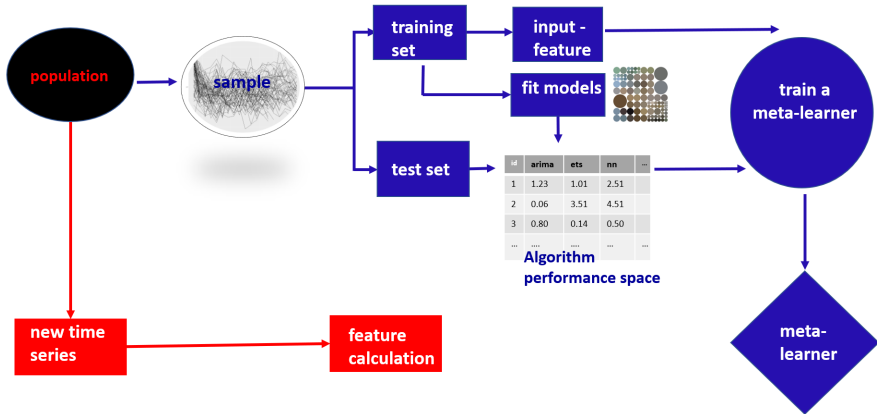 population
sample
training
set
input -
feature
fit models
test set
id arima ets nn ...
1 1.23 1.01 2.51
2 0.06 3.51 4.51
3 0.80 0.14 0.50
... .... .... ... ...
Algorithm
performance space
train a
meta-learner
meta-
learner
new time
series
feature
calculation